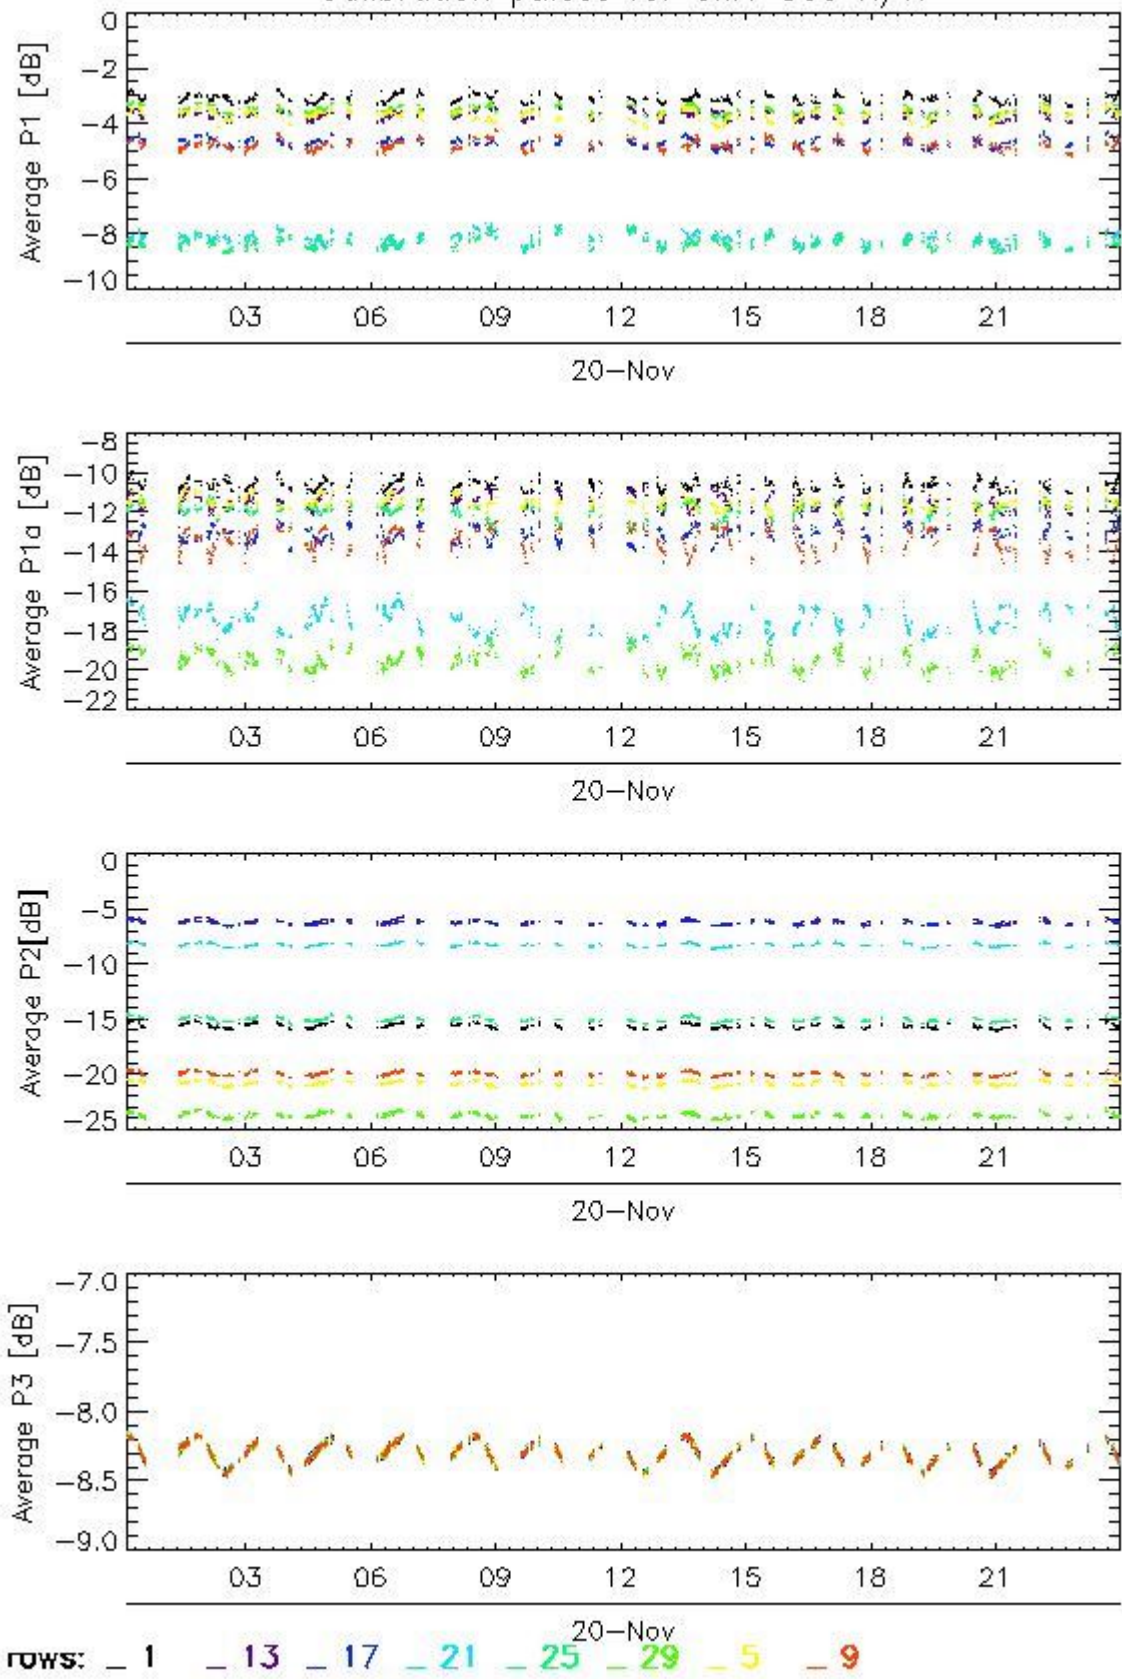 Average P1 [dB]
0
−2
−4
−6
−8
−10
03 06 09 12 15 18 21
20−Nov
Average P1a [dB]
−8
−10
−12
−14
−16
−18
−20
−22
03 06 09 12 15 18 21
20−Nov
Average P2[dB]
0
−5
−10
−15
−20
−25
03 06 09 12 15 18 21
20−Nov
Average P3 [dB]
−7.0
−7.5
−8.0
−8.5
−9.0
03 06 09 12 15 18 21
20−Nov
rows: _ 1 _ 13 _ 17 _ 21 _ 25 _ 29 _ 5 _ 9